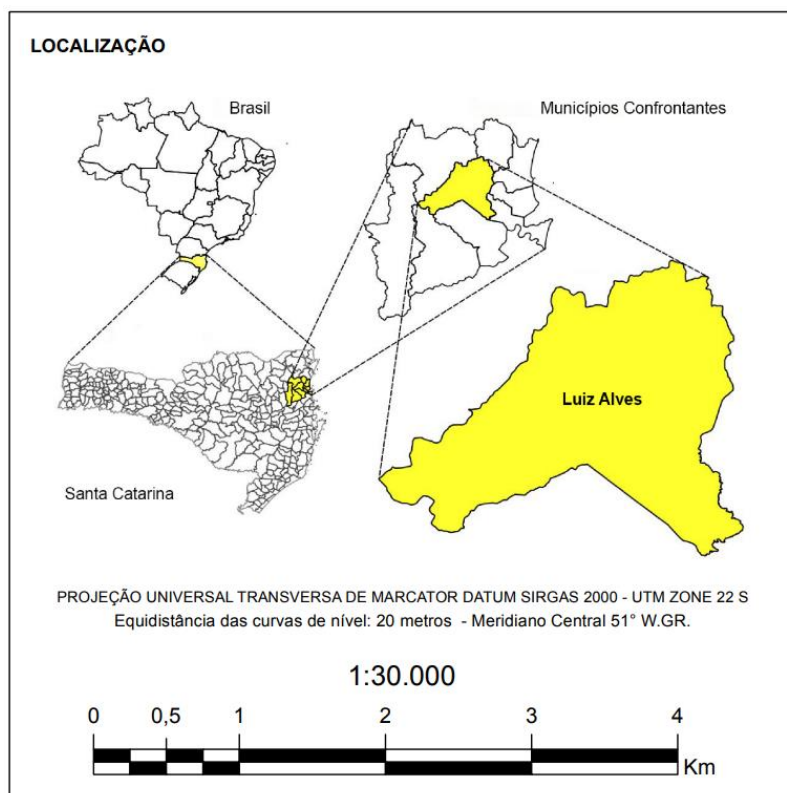 LOCALIZAÇÃO
Brasil
Municípios Confrontantes
Luiz Alves
Santa Catarina
PROJEÇÃO UNIVERSAL TRANSVERSA DE MARCATOR DATUM SIRGAS 2000 - UTM ZONE 22 S
Equidistância das curvas de nível: 20 metros - Meridiano Central 51° W.GR.
1:30.000
0 0,5 1 2 3 4
Km